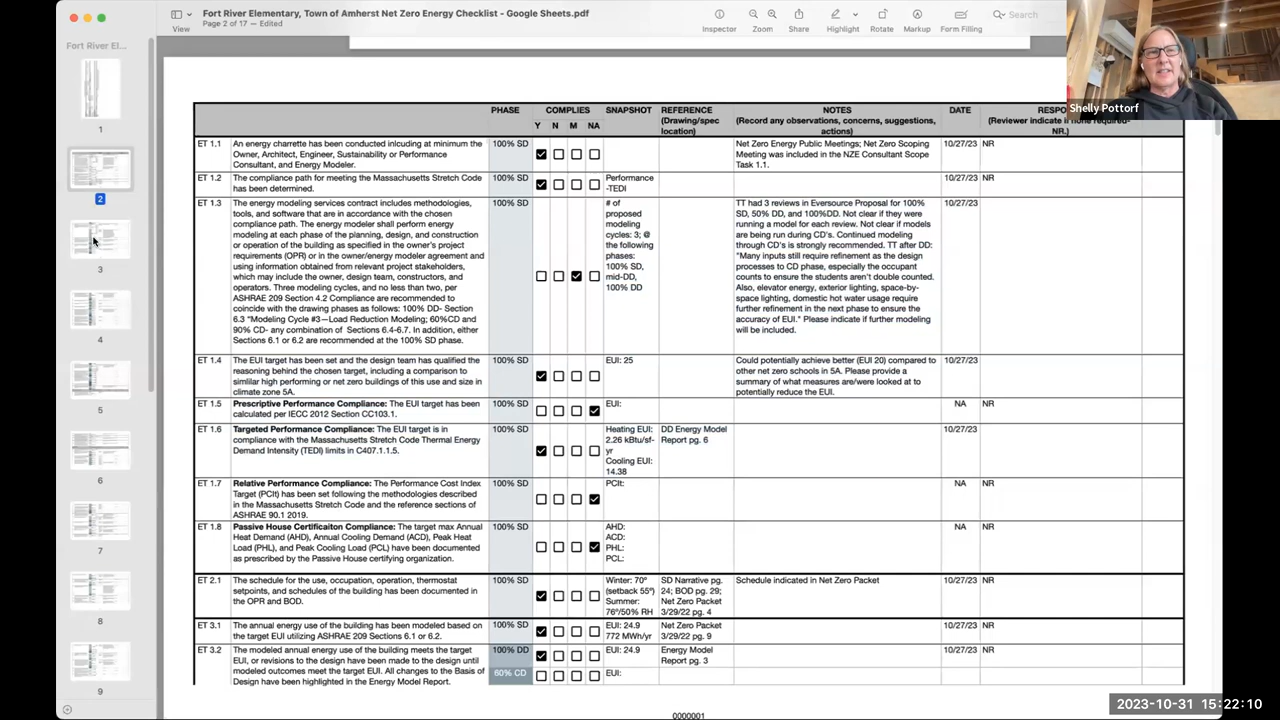 Fort River Elementary, Town of Amherst Net Zero Energy Checklist - Google Sheets.pdf
Page 2 of 17 — Edited
View
Inspector
Zoom
Share
Highlight
Rotate
Markup
Form Filling
Search
Fort River El...
1
2
3
4
5
6
7
8
9
Shelly Pottorf
PHASE
COMPLIES
Y N M NA
SNAPSHOT
REFERENCE
(Drawing/spec
location)
NOTES
(Record any observations, concerns, suggestions,
actions)
DATE
RESPO
(Reviewer indicate if none required-
NR.)
ET 1.1
An energy charrette has been conducted inlcuding at minimum the
Owner, Architect, Engineer, Sustainability or Performance
Consultant, and Energy Modeler.
100% SD
Net Zero Energy Public Meetings; Net Zero Scoping
Meeting was included in the NZE Consultant Scope
Task 1.1.
10/27/23
NR
ET 1.2
The compliance path for meeting the Massachusetts Stretch Code
has been determined.
100% SD
Performance
-TEDI
10/27/23
NR
ET 1.3
The energy modeling services contract includes methodologies,
tools, and software that are in accordance with the chosen
compliance path. The energy modeler shall perform energy
modeling at each phase of the planning, design, and construction
or operation of the building as specified in the owner's project
requirements (OPR) or in the owner/energy modeler agreement and
using information obtained from relevant project stakeholders,
which may include the owner, design team, constructors, and
operators. Three modeling cycles, and no less than two, per
ASHRAE 209 Section 4.2 Compliance are recommended to
coincide with the drawing phases as follows: 100% DD- Section
6.3 "Modeling Cycle #3—Load Reduction Modeling; 60%CD and
90% CD- any combination of Sections 6.4-6.7. In addition, either
Sections 6.1 or 6.2 are recommended at the 100% SD phase.
100% SD
# of
proposed
modeling
cycles: 3; @
the following
phases:
100% SD,
mid-DD,
100% DD
TT had 3 reviews in Eversource Proposal for 100%
SD, 50% DD, and 100%DD. Not clear if they were
running a model for each review. Not clear if models
are being run during CD's. Continued modeling
through CD's is strongly recommended. TT after DD:
"Many inputs still require refinement as the design
processes to CD phase, especially the occupant
counts to ensure the students aren't double counted.
Also, elevator energy, exterior lighting, space-by-
space lighting, domestic hot water usage require
further refinement in the next phase to ensure the
accuracy of EUI." Please indicate if further modeling
will be included.
10/27/23
ET 1.4
The EUI target has been set and the design team has qualified the
reasoning behind the chosen target, including a comparison to
simlilar high performing or net zero buildings of this use and size in
climate zone 5A.
100% SD
EUI: 25
Could potentially achieve better (EUI 20) compared to
other net zero schools in 5A. Please provide a
summary of what measures are/were looked at to
potentially reduce the EUI.
10/27/23
ET 1.5
Prescriptive Performance Compliance: The EUI target has been
calculated per IECC 2012 Section CC103.1.
100% SD
EUI:
NA
NR
ET 1.6
Targeted Performance Compliance: The EUI target is in
compliance with the Massachusetts Stretch Code Thermal Energy
Demand Intensity (TEDI) limits in C407.1.1.5.
100% SD
Heating EUI:
2.26 kBtu/sf-
yr
Cooling EUI:
14.38
DD Energy Model
Report pg. 6
10/27/23
ET 1.7
Relative Performance Compliance: The Performance Cost Index
Target (PCIt) has been set following the methodologies described
in the Massachusetts Stretch Code and the reference sections of
ASHRAE 90.1 2019.
100% SD
PCIt:
NA
NR
ET 1.8
Passive House Certificaiton Compliance: The target max Annual
Heat Demand (AHD), Annual Cooling Demand (ACD), Peak Heat
Load (PHL), and Peak Cooling Load (PCL) have been documented
as prescribed by the Passive House certifying organization.
100% SD
AHD:
ACD:
PHL:
PCL:
NA
NR
ET 2.1
The schedule for the use, occupation, operation, thermostat
setpoints, and schedules of the building has been documented in
the OPR and BOD.
100% SD
Winter: 70º
(setback 55º)
Summer:
76º/50% RH
SD Narrative pg.
24; BOD pg. 29;
Net Zero Packet
3/29/22 pg. 4
Schedule indicated in Net Zero Packet
10/27/23
NR
ET 3.1
The annual energy use of the building has been modeled based on
the target EUI utilizing ASHRAE 209 Sections 6.1 or 6.2.
100% SD
EUI: 24.9
772 MWh/yr
Net Zero Packet
3/29/22 pg. 9
10/27/23
NR
ET 3.2
The modeled annual energy use of the building meets the target
EUI, or revisions to the design have been made to the design until
modeled outcomes meet the target EUI. All changes to the Basis of
Design have been highlighted in the Energy Model Report.
100% DD
EUI: 24.9
Energy Model
Report pg. 3
10/27/23
NR
60% CD
EUI:
0000001
2023-10-31 15:22:10